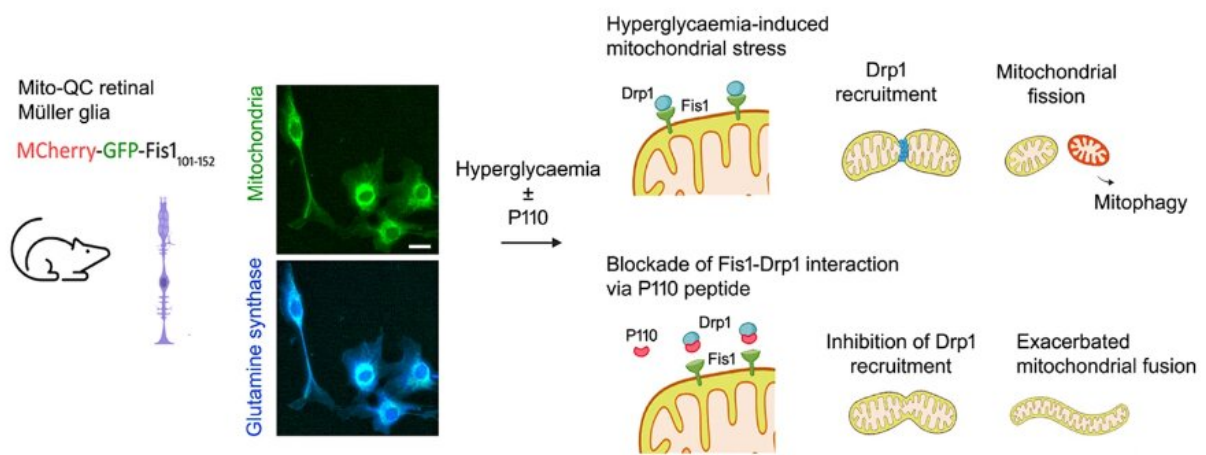 Mito-QC retinal
Müller glia
MCherry-GFP-Fis1101-152
Mitochondria
Glutamine synthase
Hyperglycaemia
±
P110
Hyperglycaemia-induced
mitochondrial stress
Drp1
Fis1
Drp1
recruitment
Mitochondrial
fission
Mitophagy
Blockade of Fis1-Drp1 interaction
via P110 peptide
P110
Drp1
Fis1
Inhibition of Drp1
recruitment
Exacerbated
mitochondrial fusion